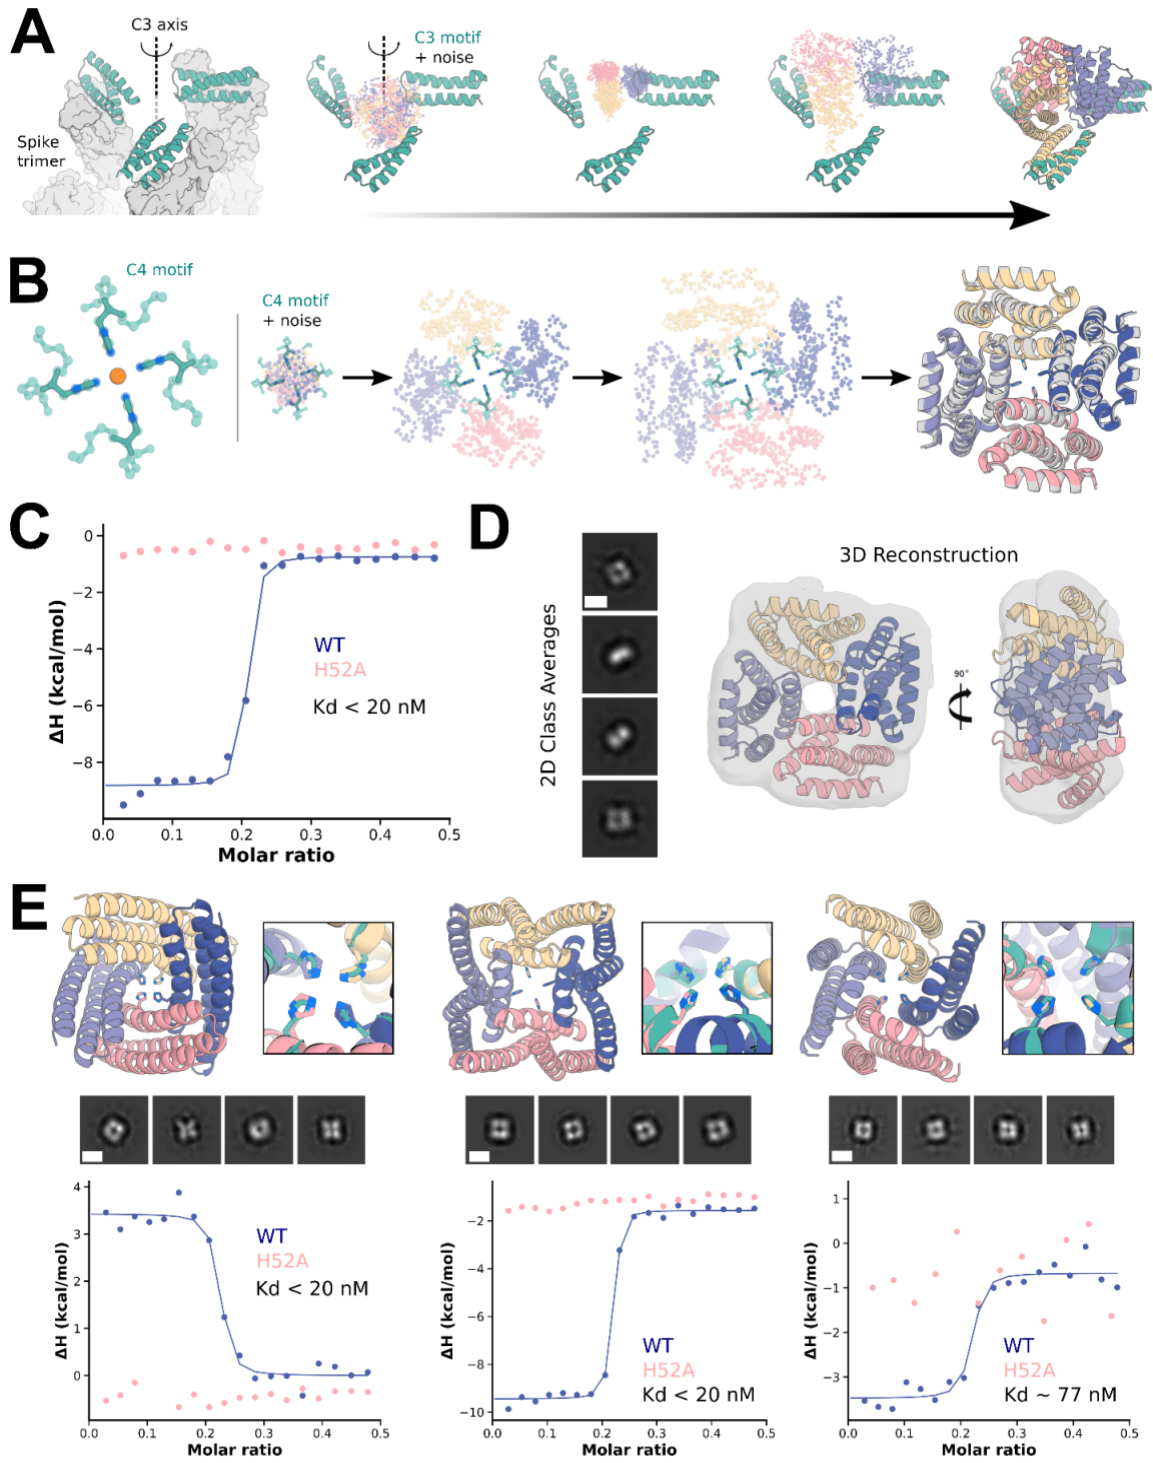 A
C3 axis
Spike
trimer
C3 motif
+ noise
B
C4 motif
C4 motif
+ noise
C
0
−2
−4
−6
−8
ΔH (kcal/mol)
WT
H52A
Kd < 20 nM
0.0 0.1 0.2 0.3 0.4 0.5
Molar ratio
D
2D Class Averages
3D Reconstruction
90°
E
4
3
2
1
0
ΔH (kcal/mol)
WT
H52A
Kd < 20 nM
0.0 0.1 0.2 0.3 0.4 0.5
Molar ratio
−2
−4
−6
−8
−10
ΔH (kcal/mol)
WT
H52A
Kd < 20 nM
0.0 0.1 0.2 0.3 0.4 0.5
Molar ratio
1
0
−1
−2
−3
ΔH (kcal/mol)
WT
H52A
Kd ~ 77 nM
0.0 0.1 0.2 0.3 0.4 0.5
Molar ratio